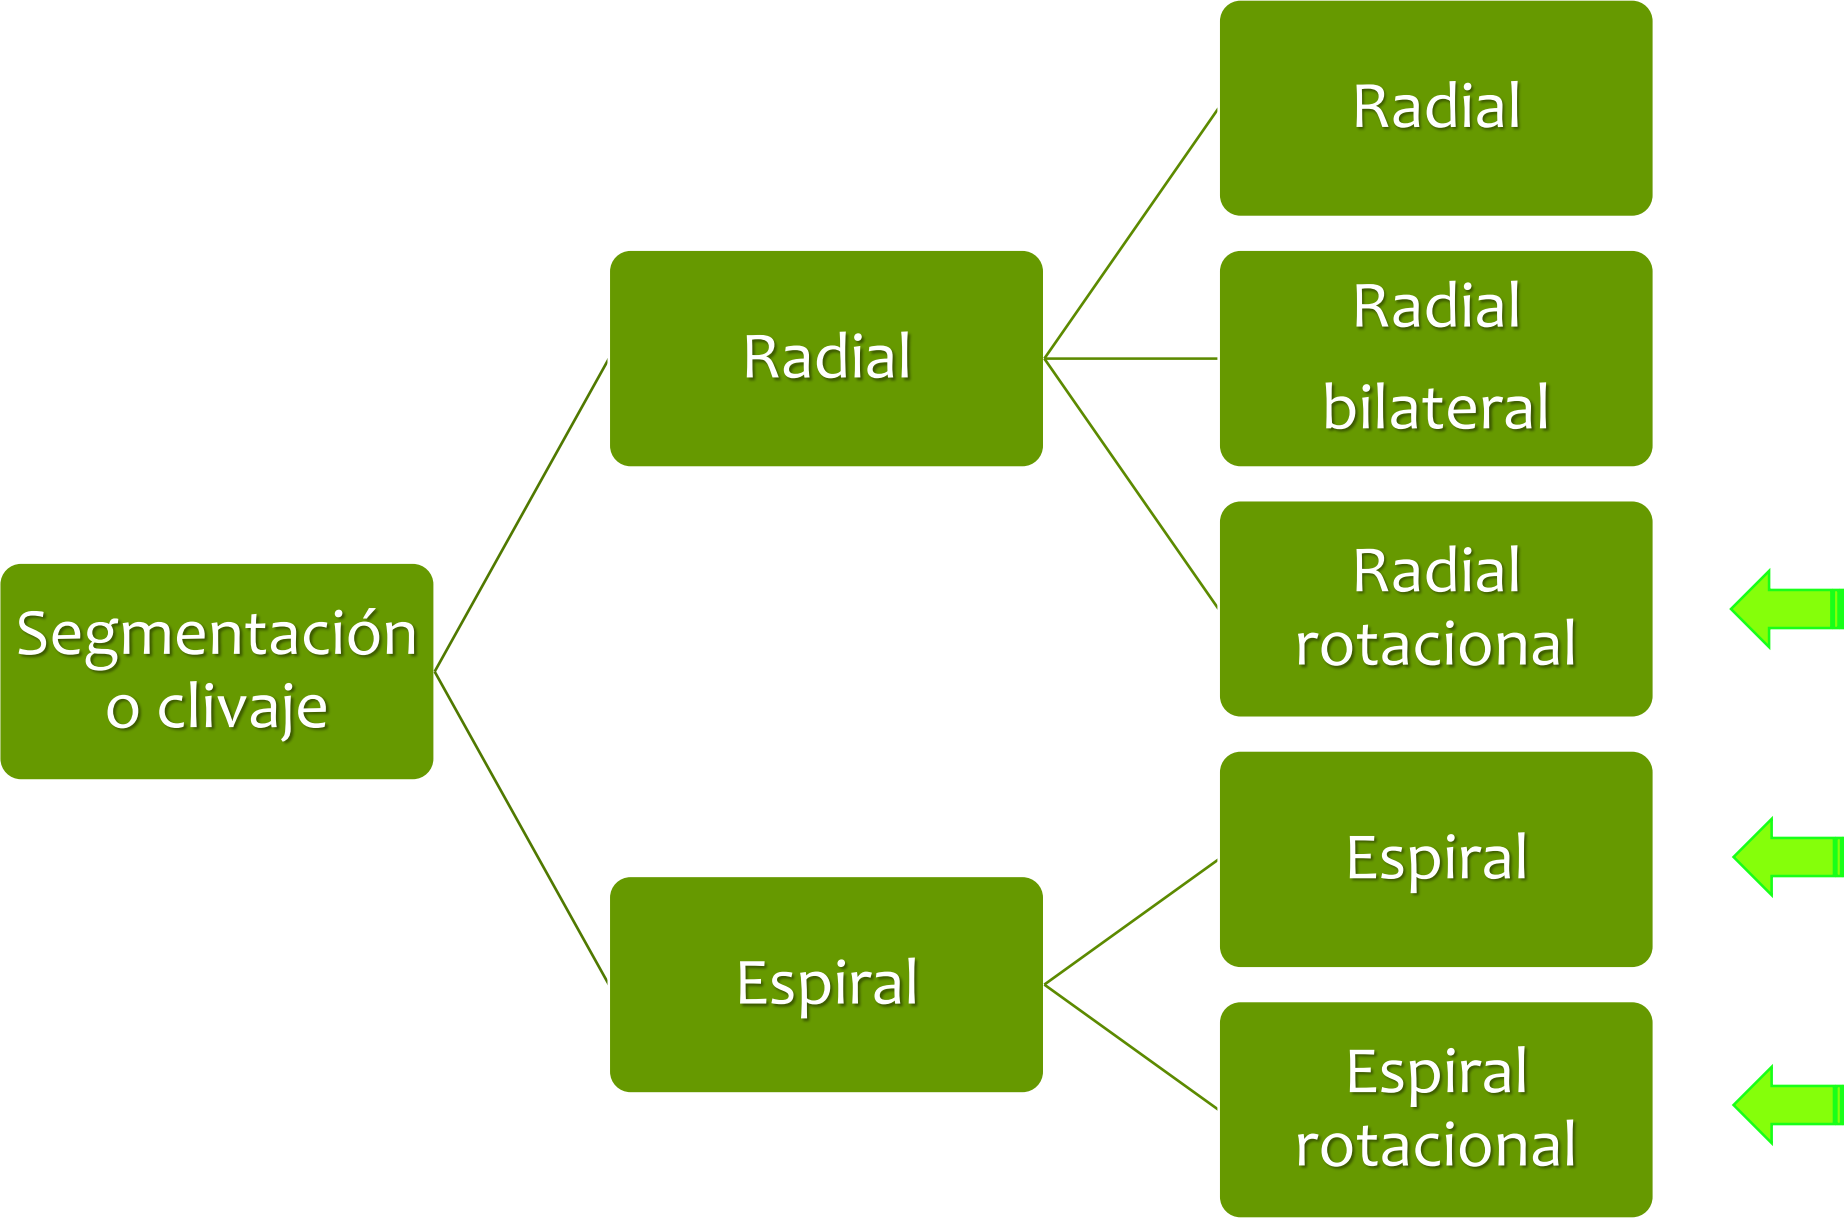 Segmentación
o clivaje
Radial
Radial
Radial
bilateral
Radial
rotacional
Espiral
Espiral
Espiral
rotacional